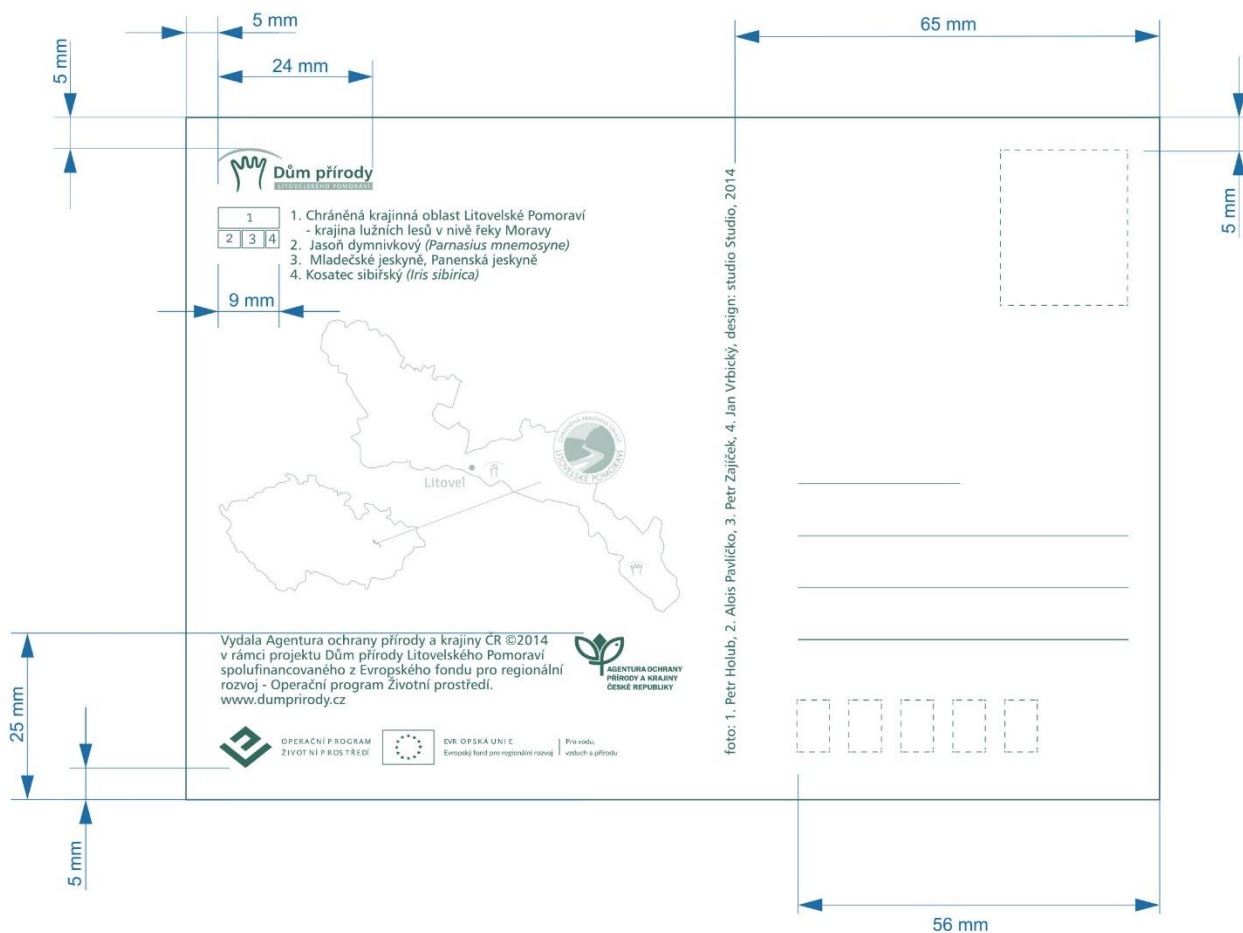 5 mm
65 mm
5 mm
24 mm
5 mm
Dům přírody
LITOVELSKÉHO POMORAVÍ
1
2 3 4
1. Chráněná krajinná oblast Litovelské Pomoraví
- krajina lužních lesů v nivě řeky Moravy
2. Jasoň dymnivkový (Parnasius mnemosyne)
3. Mladečské jeskyně, Panenská jeskyně
4. Kosatec sibiřský (Iris sibirica)
9 mm
CHRÁNĚNÁ KRAJINNÁ OBLAST
LITOVELSKÉ POMORAVÍ
Litovel
foto: 1. Petr Holub, 2. Alois Pavlíčko, 3. Petr Zajíček, 4. Jan Vrbický, design: studio Studio, 2014
Vydala Agentura ochrany přírody a krajiny ČR ©2014
v rámci projektu Dům přírody Litovelského Pomoraví
spolufinancovaného z Evropského fondu pro regionální
rozvoj - Operační program Životní prostředí.
www.dumprirody.cz
AGENTURA OCHRANY
PŘÍRODY A KRAJINY
ČESKÉ REPUBLIKY
25 mm
OPERAČNÍ PROGRAM
ŽIVOTNÍ PROSTŘEDÍ
EVROPSKÁ UNIE
Evropský fond pro regionální rozvoj
Pro vodu,
vzduch a přírodu
5 mm
56 mm